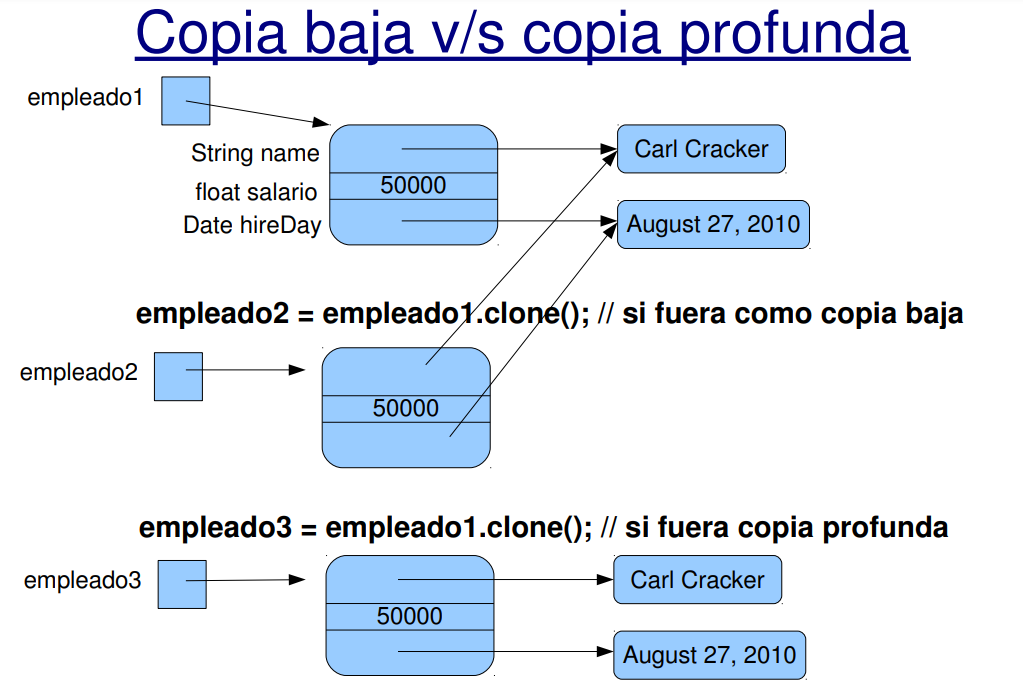 Copia baja v/s copia profunda
empleado1
String name
Carl Cracker
float salario
50000
Date hireDay
August 27, 2010
empleado2 = empleado1.clone(); // si fuera como copia baja
empleado2
50000
empleado3 = empleado1.clone(); // si fuera copia profunda
empleado3
Carl Cracker
50000
August 27, 2010